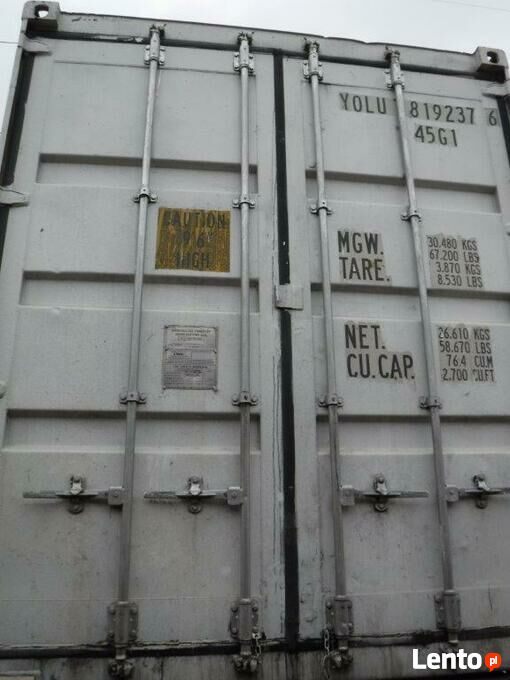 YOLU 819237 6
45G1
CAUTION
9'6"
HIGH
MGW. 30.480 KGS
67.200 LBS
TARE. 3.870 KGS
8.530 LBS
NET. 26.610 KGS
58.670 LBS
CU.CAP. 76.4 CU.M
2.700 CU.FT
Lento.pl